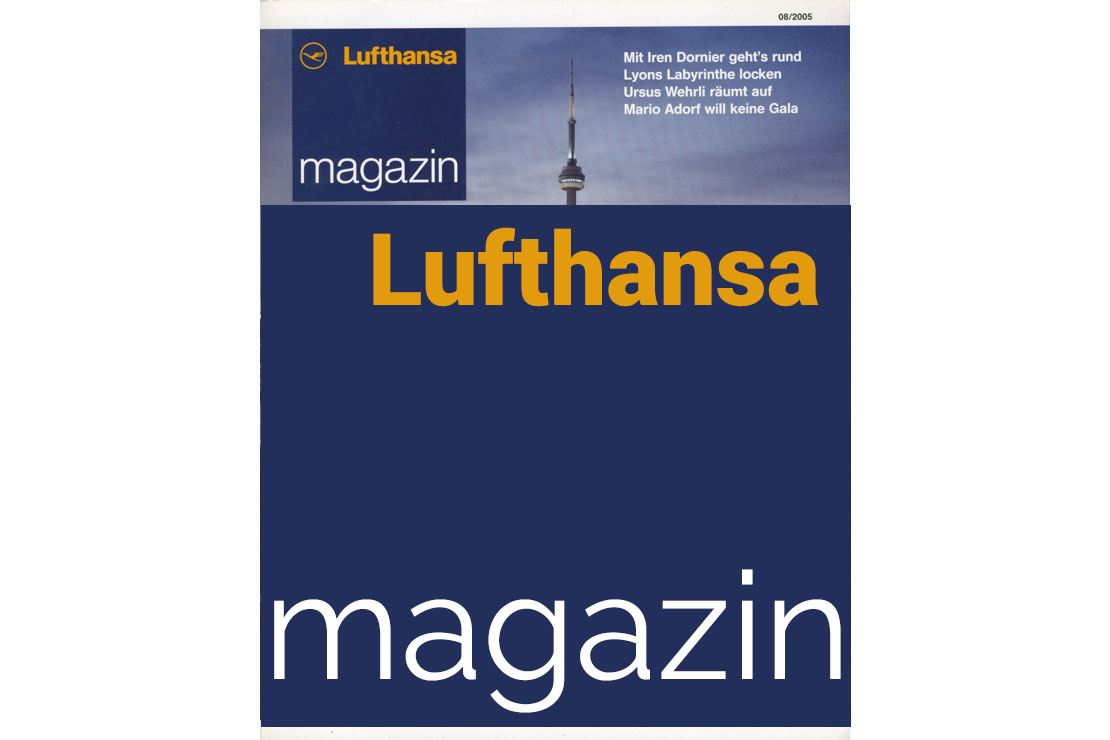 08/2005
Lufthansa
Mit Iren Dornier geht's rund
Lyons Labyrinthe locken
Ursus Wehrli räumt auf
Mario Adorf will keine Gala
magazin
Lufthansa
magazin